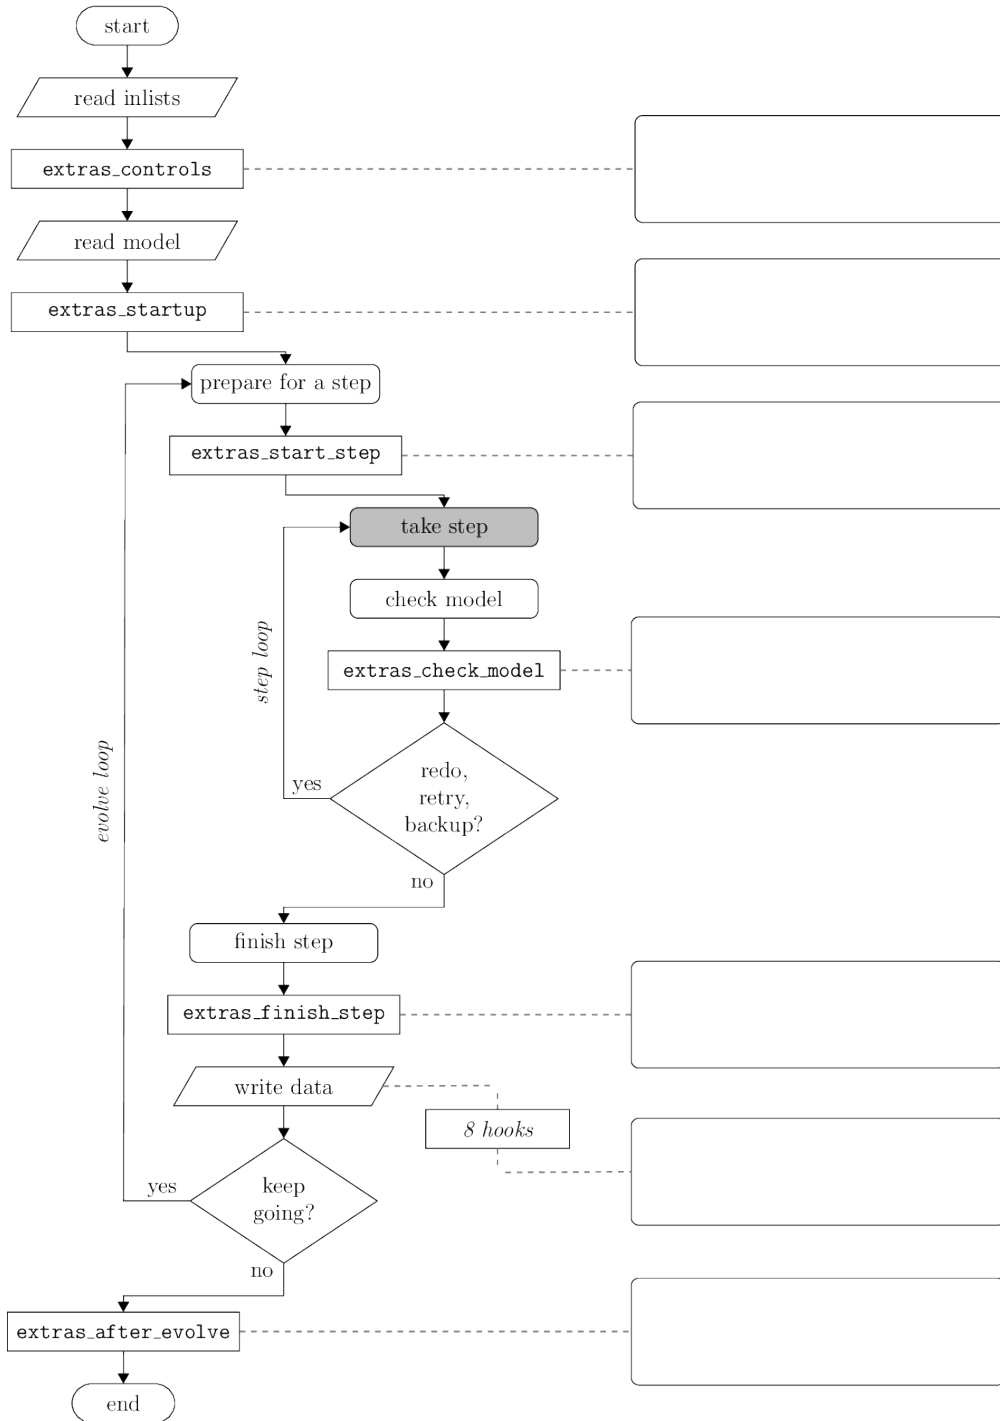 start
read inlists
extras_controls
read model
extras_startup
prepare for a step
extras_start_step
take step
check model
extras_check_model
step loop
evolve loop
redo,
retry,
backup?
yes
no
finish step
extras_finish_step
write data
8 hooks
keep
going?
yes
no
extras_after_evolve
end